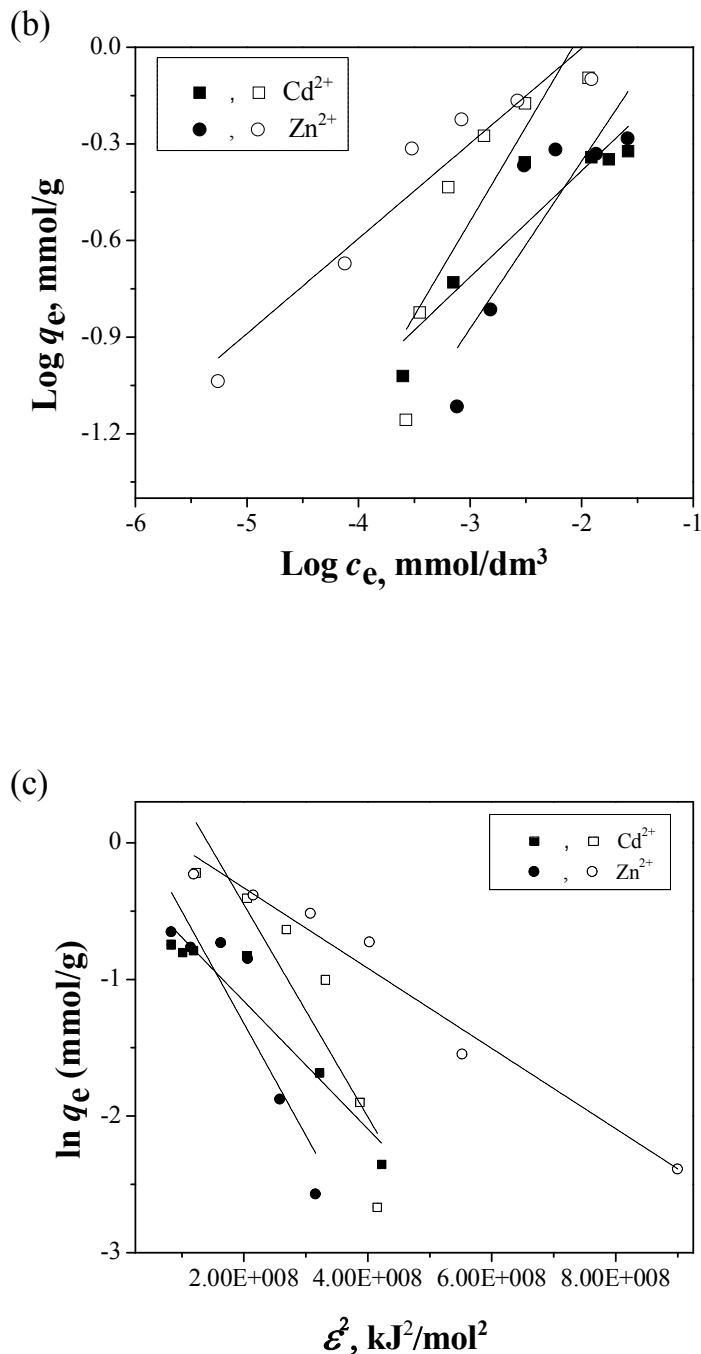 (b)
0.0
■ , □ Cd²⁺
● , ○ Zn²⁺
-0.3
-0.6
-0.9
-1.2
Log qe, mmol/g
-6 -5 -4 -3 -2 -1
Log ce, mmol/dm³
(c)
0
■ , □ Cd²⁺
● , ○ Zn²⁺
-1
-2
-3
ln qe (mmol/g)
2.00E+008 4.00E+008 6.00E+008 8.00E+008
ε², kJ²/mol²